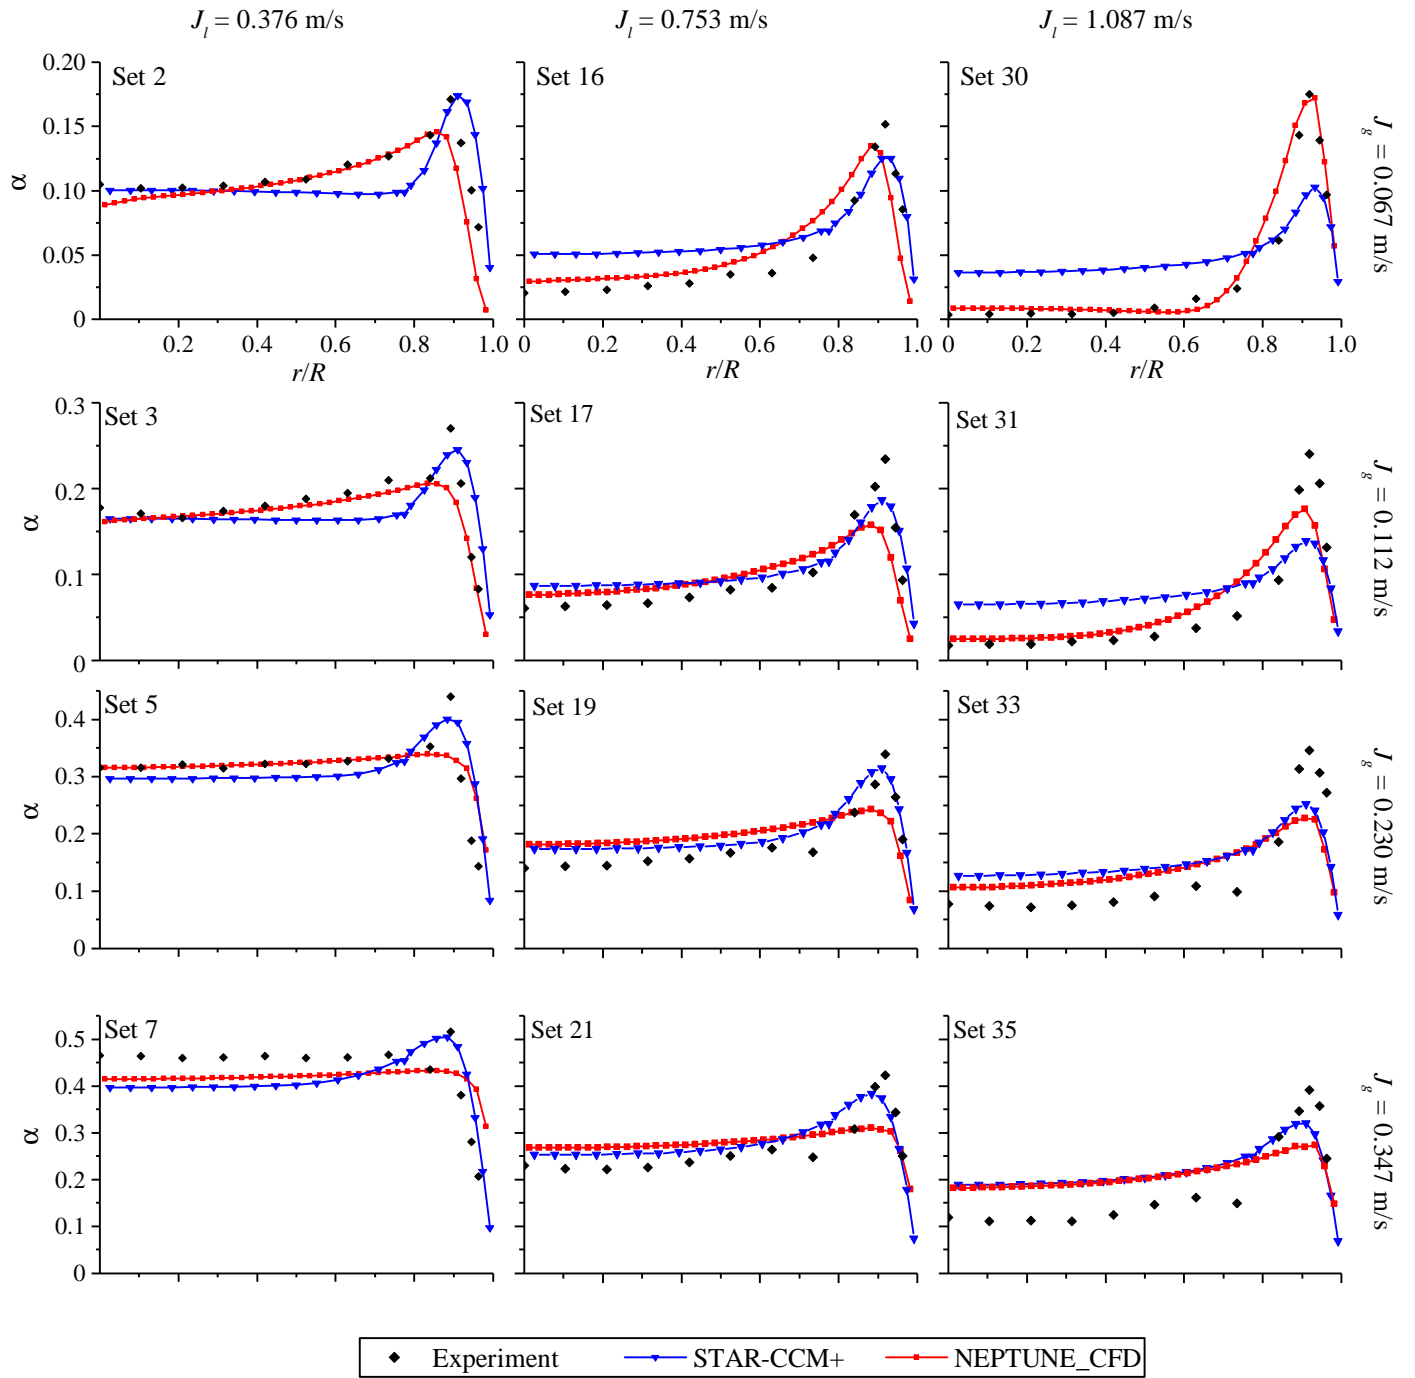 J_l = 0.376 m/s J_l = 0.753 m/s J_l = 1.087 m/s
Set 2 Set 16 Set 30
0.20
0.15
0.10
0.05
0
α
J_g = 0.067 m/s
0.2 0.4 0.6 0.8 1.0 0 0.2 0.4 0.6 0.8 1.0 0 0.2 0.4 0.6 0.8 1.0
r/R r/R r/R
Set 3 Set 17 Set 31
0.3
0.2
0.1
0
α
J_g = 0.112 m/s
Set 5 Set 19 Set 33
0.4
0.3
0.2
0.1
0
α
J_g = 0.230 m/s
Set 7 Set 21 Set 35
0.5
0.4
0.3
0.2
0.1
0
α
J_g = 0.347 m/s
Experiment STAR-CCM+ NEPTUNE_CFD